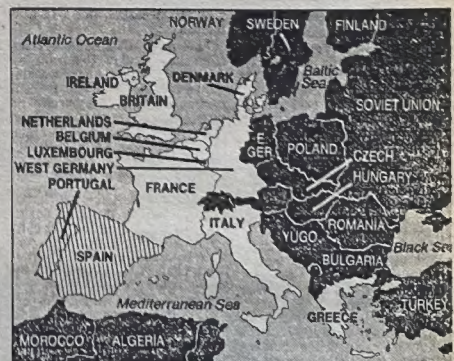 NORWAY
SWEDEN
FINLAND
Atlantic Ocean
Baltic
Sea
IRELAND
DENMARK
BRITAIN
SOVIET UNION
NETHERLANDS
BELGIUM
LUXEMBOURG
WEST GERMANY
PORTUGAL
E
GER
POLAND
CZECH
HUNGARY
FRANCE
ITALY
YUGO
ROMANIA
SPAIN
Black Sea
BULGARIA
Mediterranean Sea
GREECE
TURKEY
MOROCCO
ALGERIA